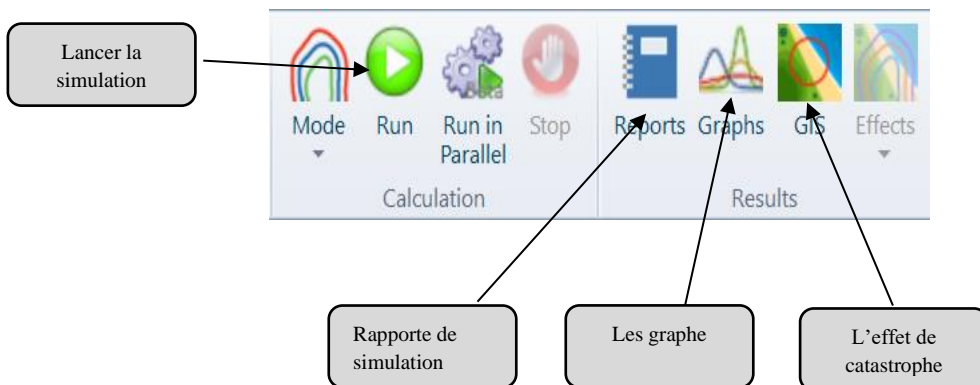 Lancer la
simulation
Mode
Run
Run in
Parallel
Beta
Stop
Reports
Graphs
GIS
Effects
Calculation
Results
Rapporte de
simulation
Les graphe
L'effet de
catastrophe